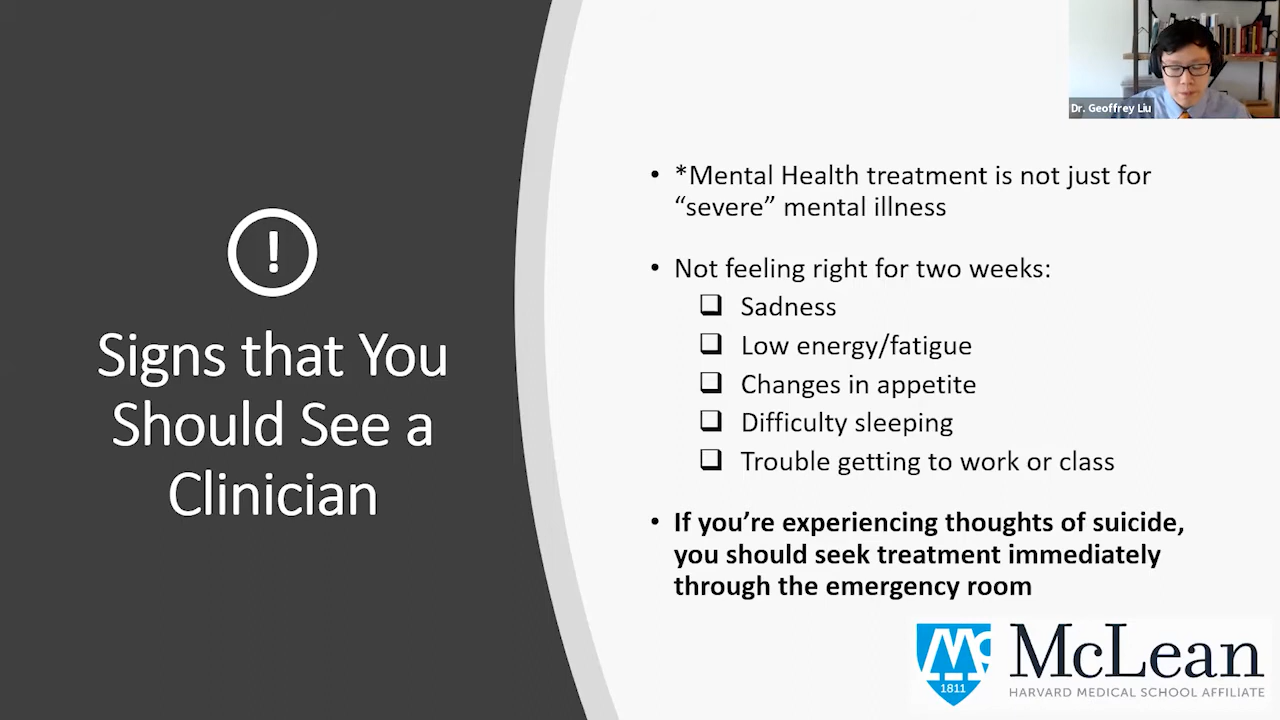 Dr. Geoffrey Liu
!
Signs that You
Should See a
Clinician
• *Mental Health treatment is not just for
“severe” mental illness
• Not feeling right for two weeks:
❑ Sadness
❑ Low energy/fatigue
❑ Changes in appetite
❑ Difficulty sleeping
❑ Trouble getting to work or class
• If you’re experiencing thoughts of suicide,
you should seek treatment immediately
through the emergency room
1811
McLean
HARVARD MEDICAL SCHOOL AFFILIATE